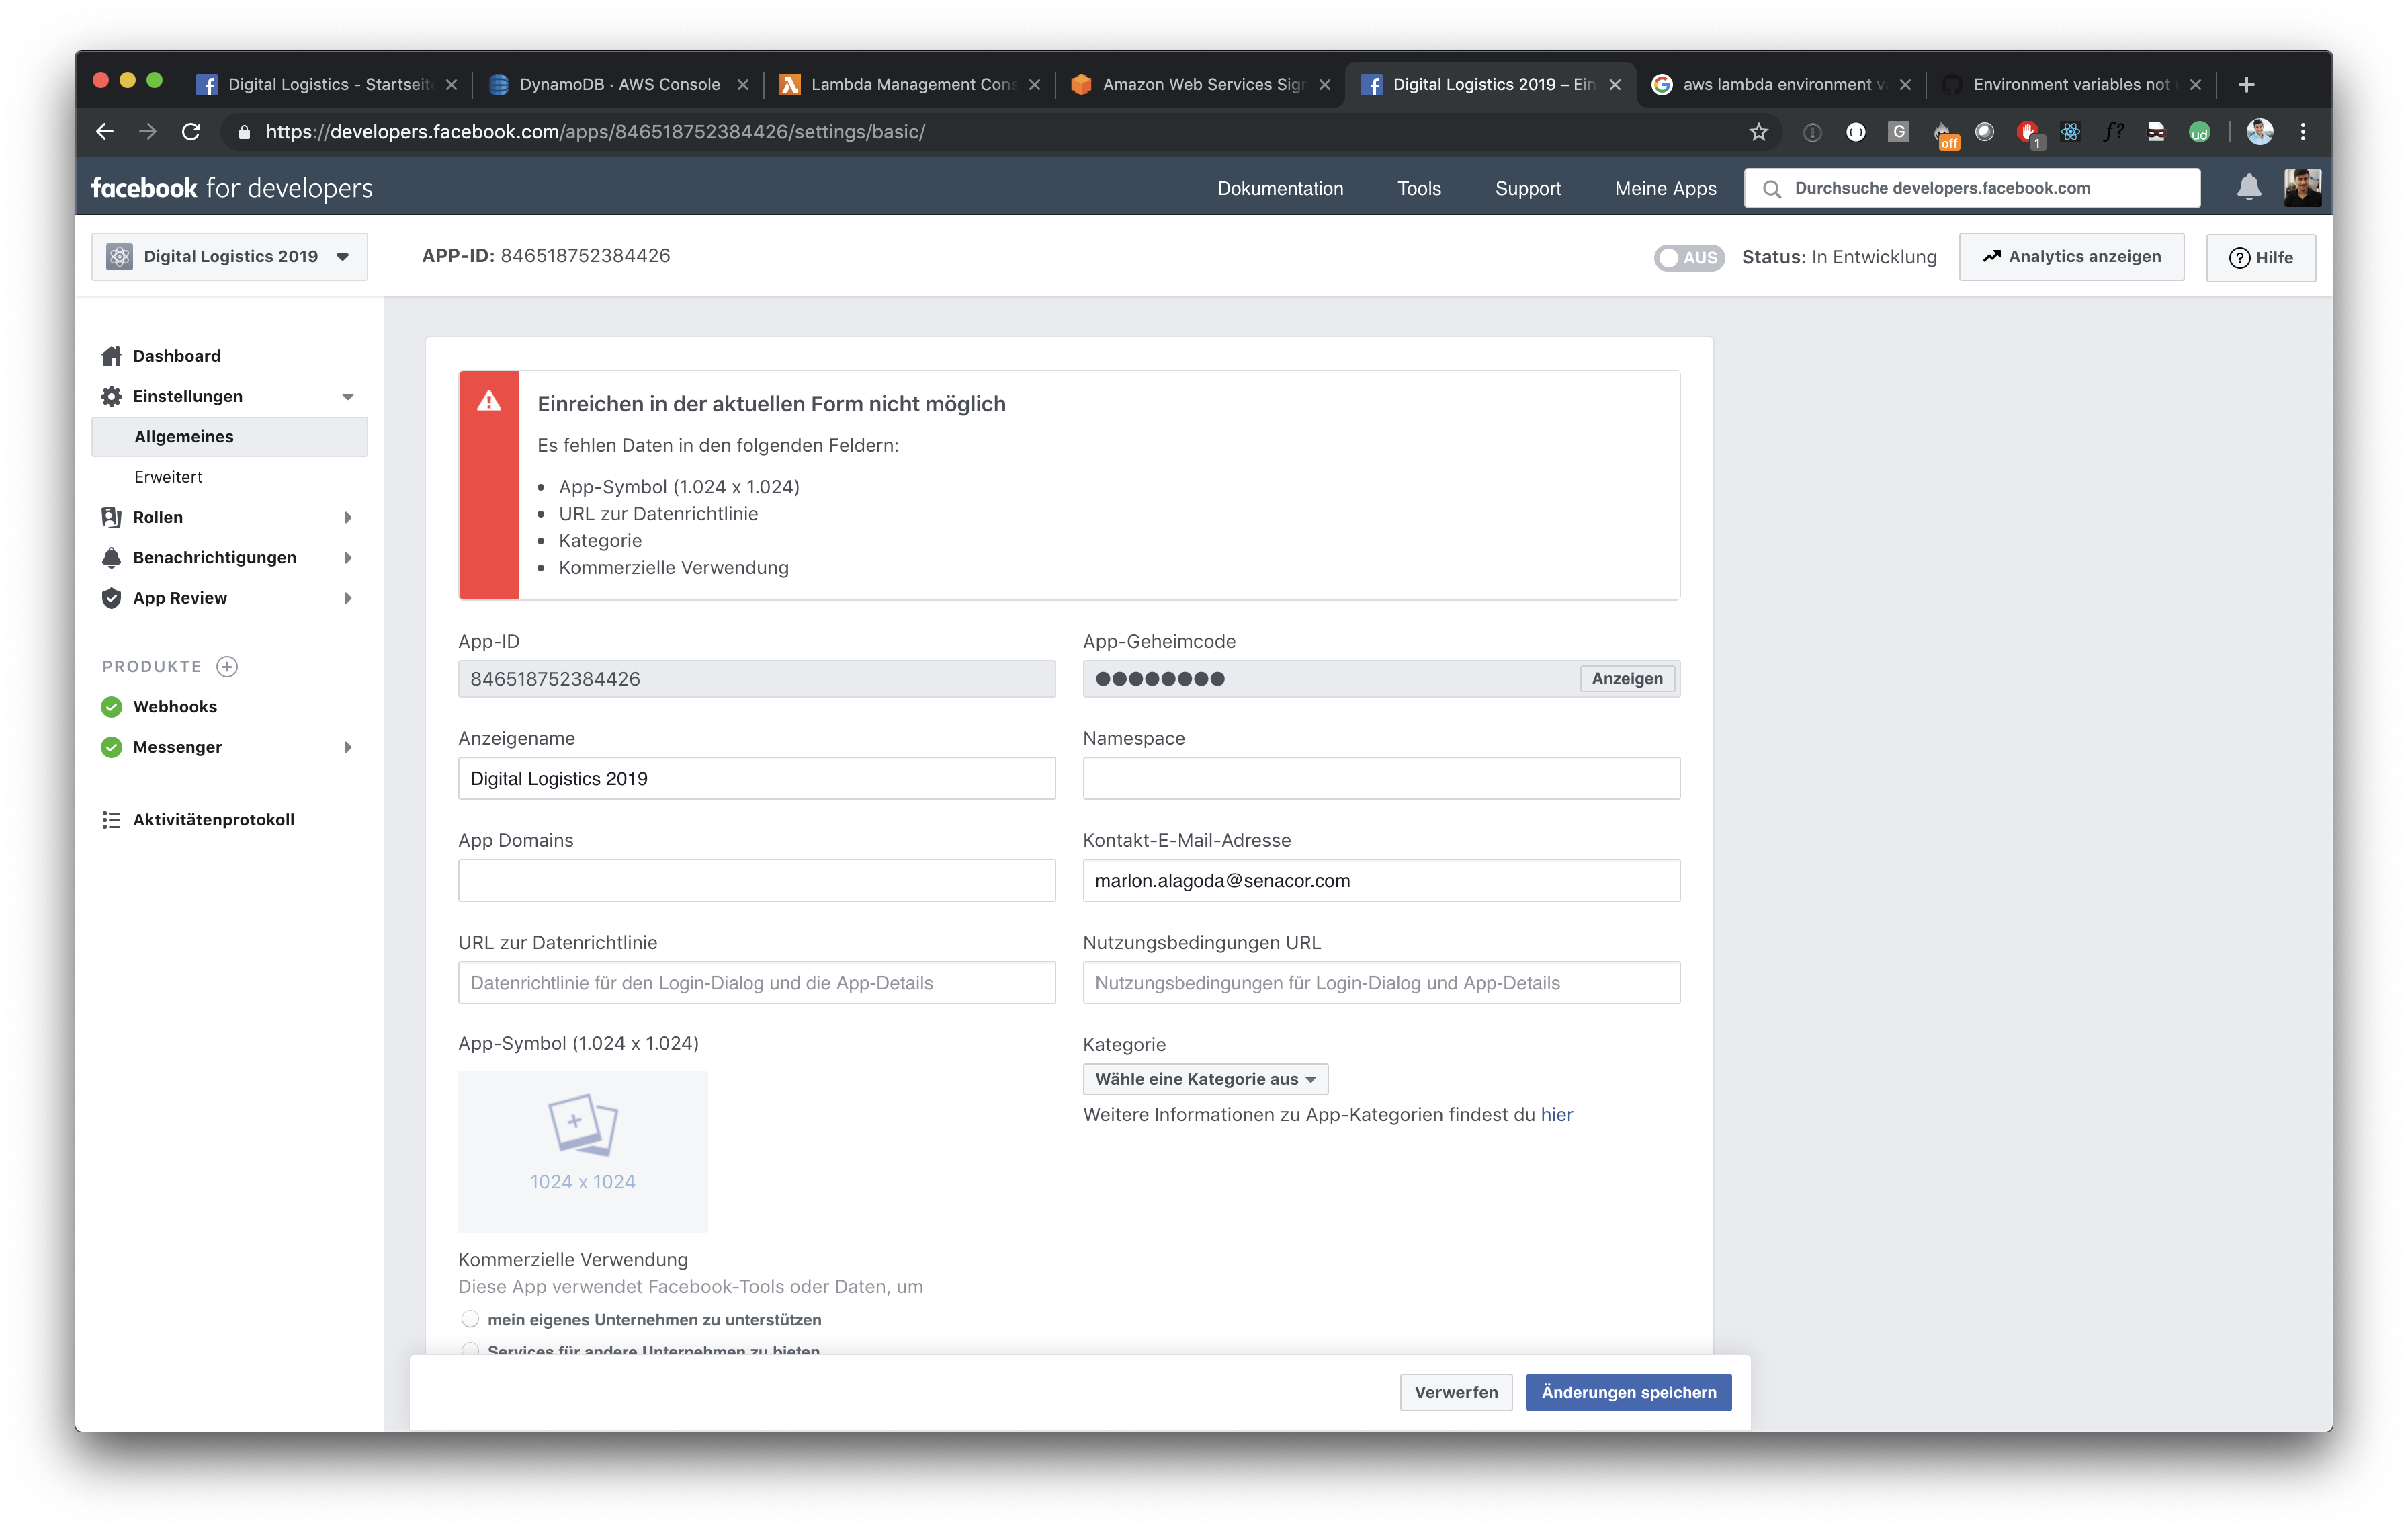 Digital Logistics - Startseite
DynamoDB · AWS Console
Lambda Management Cons
Amazon Web Services Sign
Digital Logistics 2019 – Ein
aws lambda environment v
Environment variables not
https://developers.facebook.com/apps/846518752384426/settings/basic/
G
off
1
f?
ud
facebook for developers
Dokumentation
Tools
Support
Meine Apps
Durchsuche developers.facebook.com
Digital Logistics 2019
APP-ID: 846518752384426
AUS
Status: In Entwicklung
Analytics anzeigen
Hilfe
Dashboard
Einstellungen
Allgemeines
Erweitert
Rollen
Benachrichtigungen
App Review
PRODUKTE
Webhooks
Messenger
Aktivitätenprotokoll
Einreichen in der aktuellen Form nicht möglich
Es fehlen Daten in den folgenden Feldern:
• App-Symbol (1.024 x 1.024)
• URL zur Datenrichtlinie
• Kategorie
• Kommerzielle Verwendung
App-ID
846518752384426
App-Geheimcode
●●●●●●●●
Anzeigen
Anzeigename
Digital Logistics 2019
Namespace
App Domains
Kontakt-E-Mail-Adresse
marlon.alagoda@senacor.com
URL zur Datenrichtlinie
Datenrichtlinie für den Login-Dialog und die App-Details
Nutzungsbedingungen URL
Nutzungsbedingungen für Login-Dialog und App-Details
App-Symbol (1.024 x 1.024)
1024 x 1024
Kategorie
Wähle eine Kategorie aus
Weitere Informationen zu App-Kategorien findest du hier
Kommerzielle Verwendung
Diese App verwendet Facebook-Tools oder Daten, um
mein eigenes Unternehmen zu unterstützen
Services für andere Unternehmen zu bieten
Verwerfen
Änderungen speichern